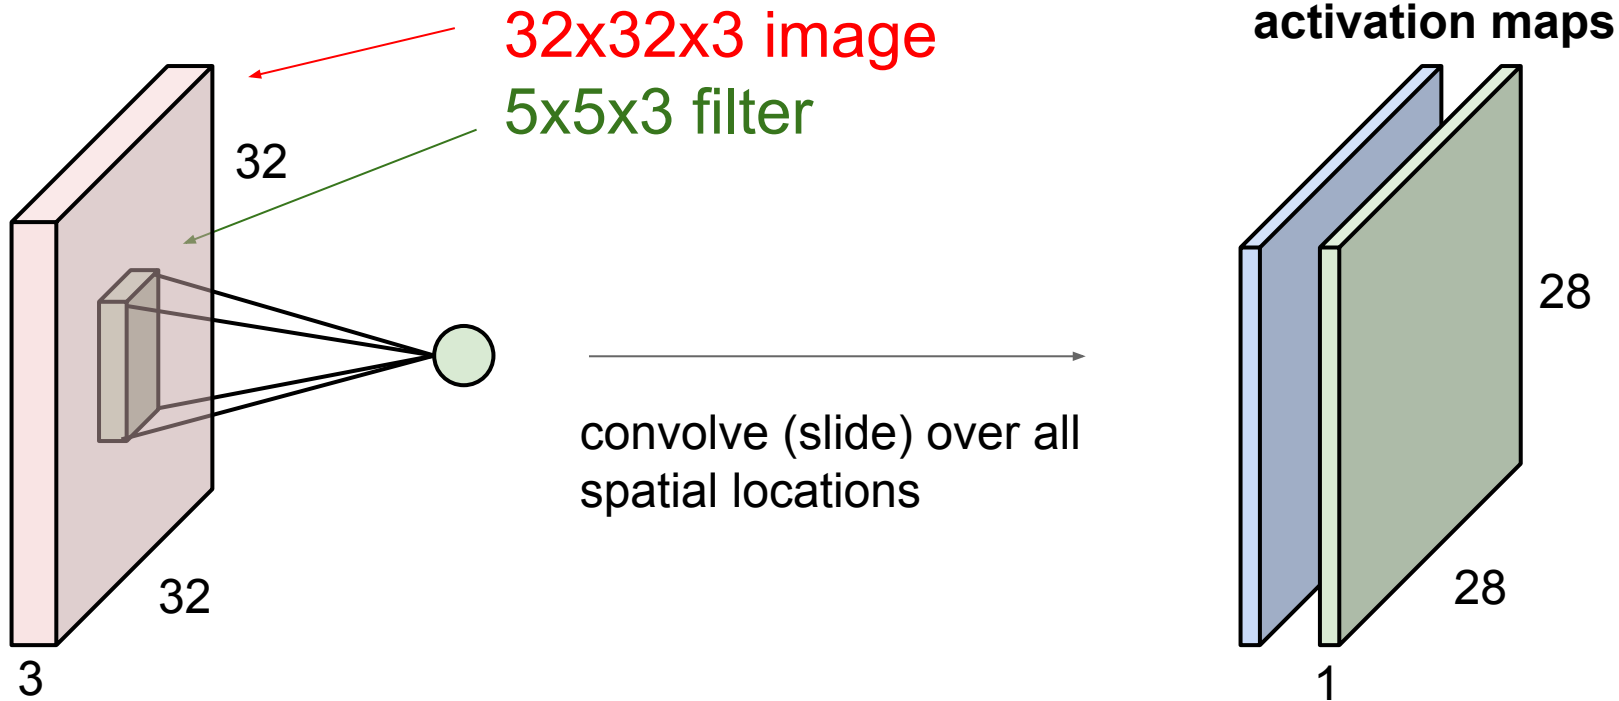 32x32x3 image
5x5x3 filter
32
32
3
convolve (slide) over all
spatial locations
activation maps
28
28
1